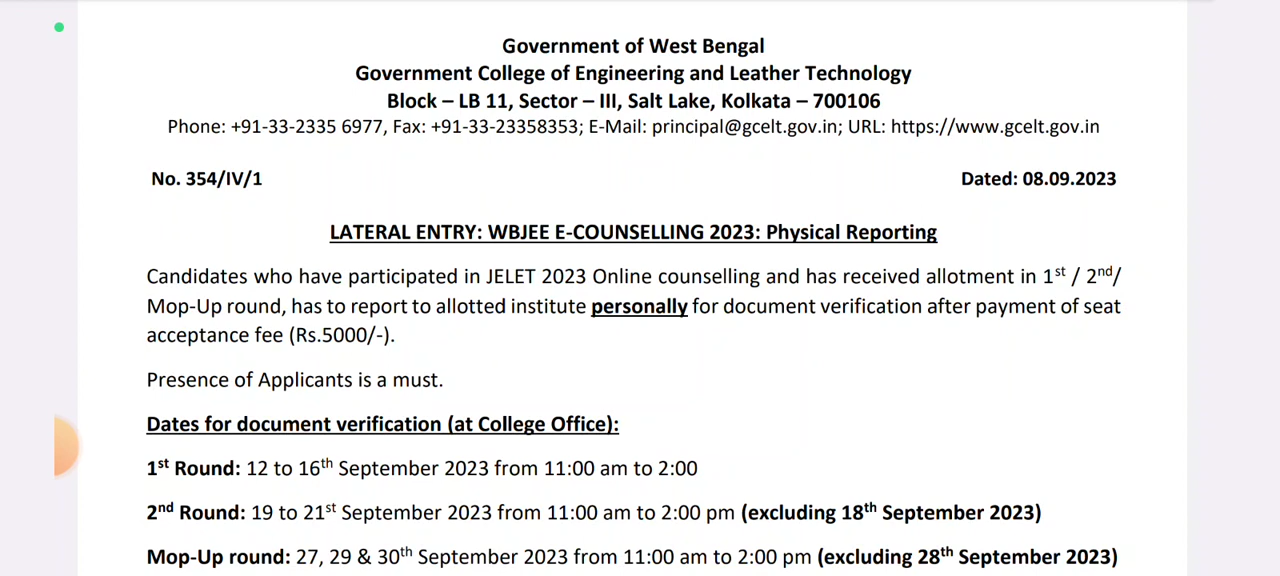 Government of West Bengal
Government College of Engineering and Leather Technology
Block – LB 11, Sector – III, Salt Lake, Kolkata – 700106
Phone: +91-33-2335 6977, Fax: +91-33-23358353; E-Mail: principal@gcelt.gov.in; URL: https://www.gcelt.gov.in
No. 354/IV/1 Dated: 08.09.2023
LATERAL ENTRY: WBJEE E-COUNSELLING 2023: Physical Reporting
Candidates who have participated in JELET 2023 Online counselling and has received allotment in 1st / 2nd/
Mop-Up round, has to report to allotted institute personally for document verification after payment of seat
acceptance fee (Rs.5000/-).
Presence of Applicants is a must.
Dates for document verification (at College Office):
1st Round: 12 to 16th September 2023 from 11:00 am to 2:00
2nd Round: 19 to 21st September 2023 from 11:00 am to 2:00 pm (excluding 18th September 2023)
Mop-Up round: 27, 29 & 30th September 2023 from 11:00 am to 2:00 pm (excluding 28th September 2023)